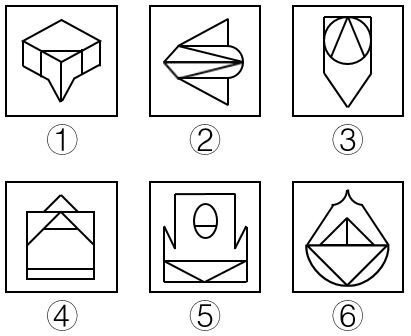 ① ② ③
④ ⑤ ⑥